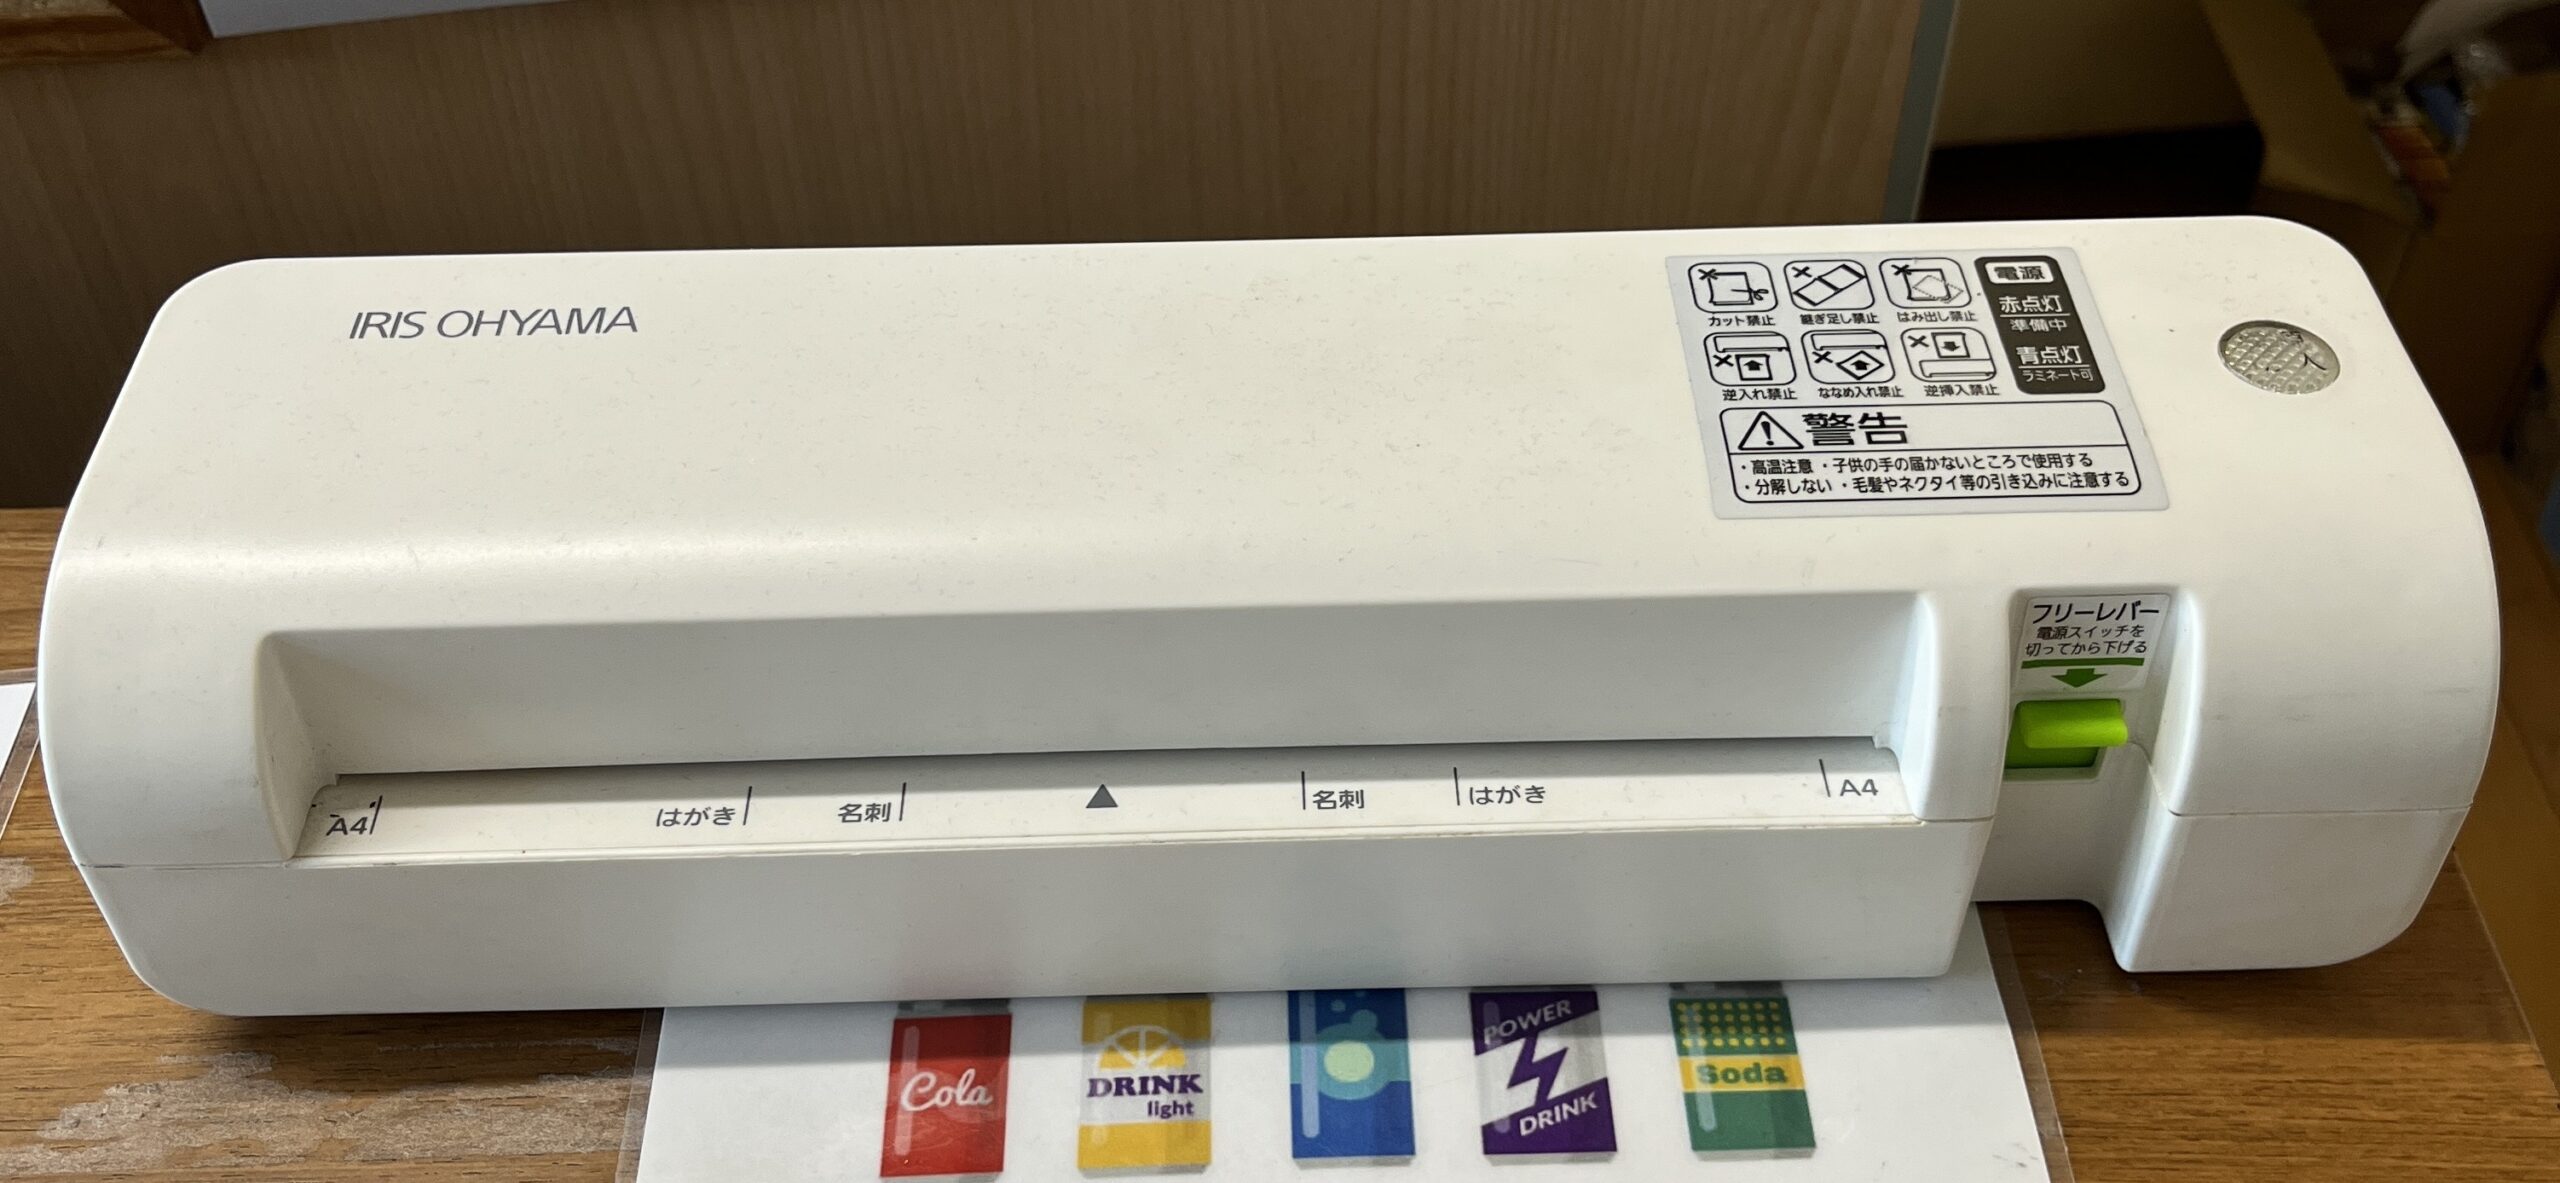 IRIS OHYAMA
カット禁止
継ぎ足し禁止
はみ出し禁止
逆入れ禁止
ななめ入れ禁止
逆挿入禁止
電源
赤点灯
準備中
青点灯
ラミネート可
警告
・高温注意 ・子供の手の届かないところで使用する
・分解しない ・毛髪やネクタイ等の引き込みに注意する
フリーレバー
電源スイッチを
切ってから下げる
A4 はがき 名刺 名刺 はがき A4
Cola
DRINK
light
POWER
DRINK
Soda